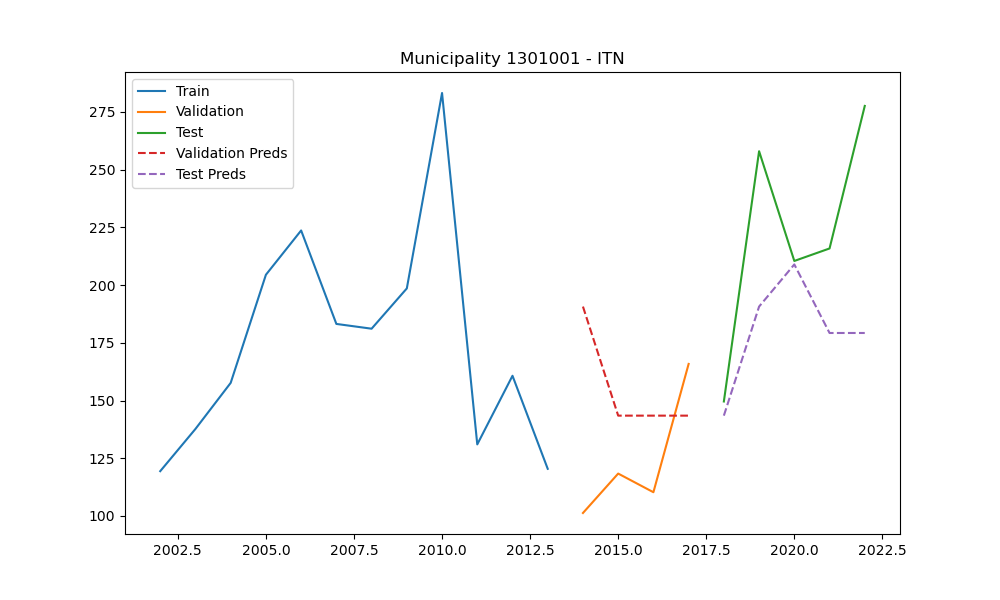 Municipality 1301001 - ITN
Train
Validation
Test
Validation Preds
Test Preds
275
250
225
200
175
150
125
100
2002.5 2005.0 2007.5 2010.0 2012.5 2015.0 2017.5 2020.0 2022.5